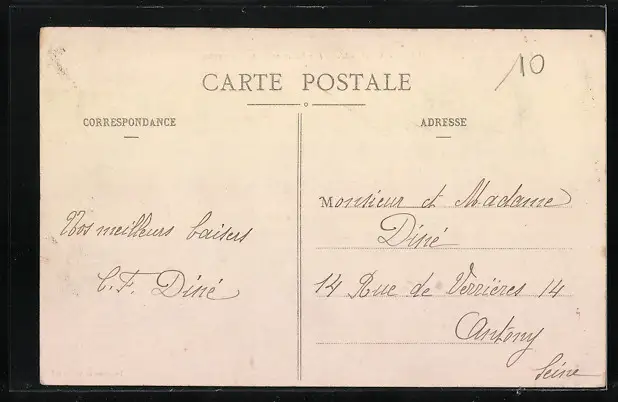 10
CARTE POSTALE
CORRESPONDANCE
ADRESSE
Nos meilleurs baisers
C. F. Diné
Monsieur et Madame
Diné
14 Rue de Verrières 14
Antony
Seine